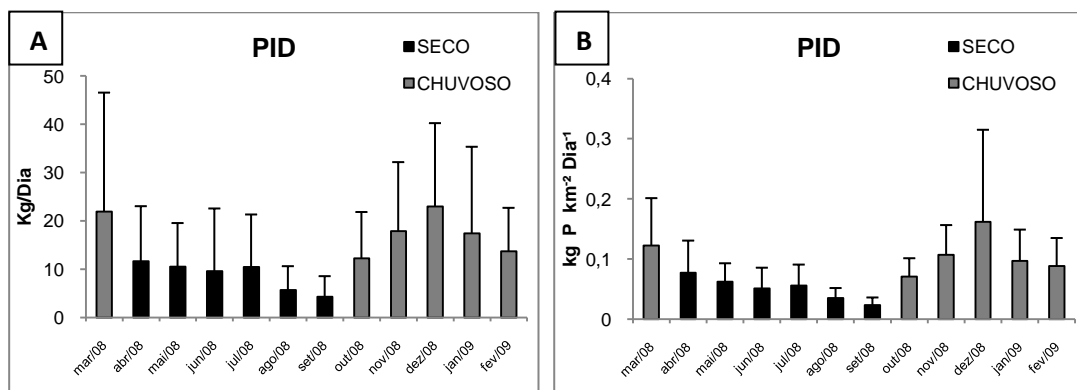 A
PID
SECO
CHUVOSO
Kg/Dia
50
40
30
20
10
0
mar/08
abr/08
mai/08
jun/08
jul/08
ago/08
set/08
out/08
nov/08
dez/08
jan/09
fev/09
B
PID
SECO
CHUVOSO
kg P km⁻² Dia⁻¹
0,4
0,3
0,2
0,1
0
mar/08
abr/08
mai/08
jun/08
jul/08
ago/08
set/08
out/08
nov/08
dez/08
jan/09
fev/09